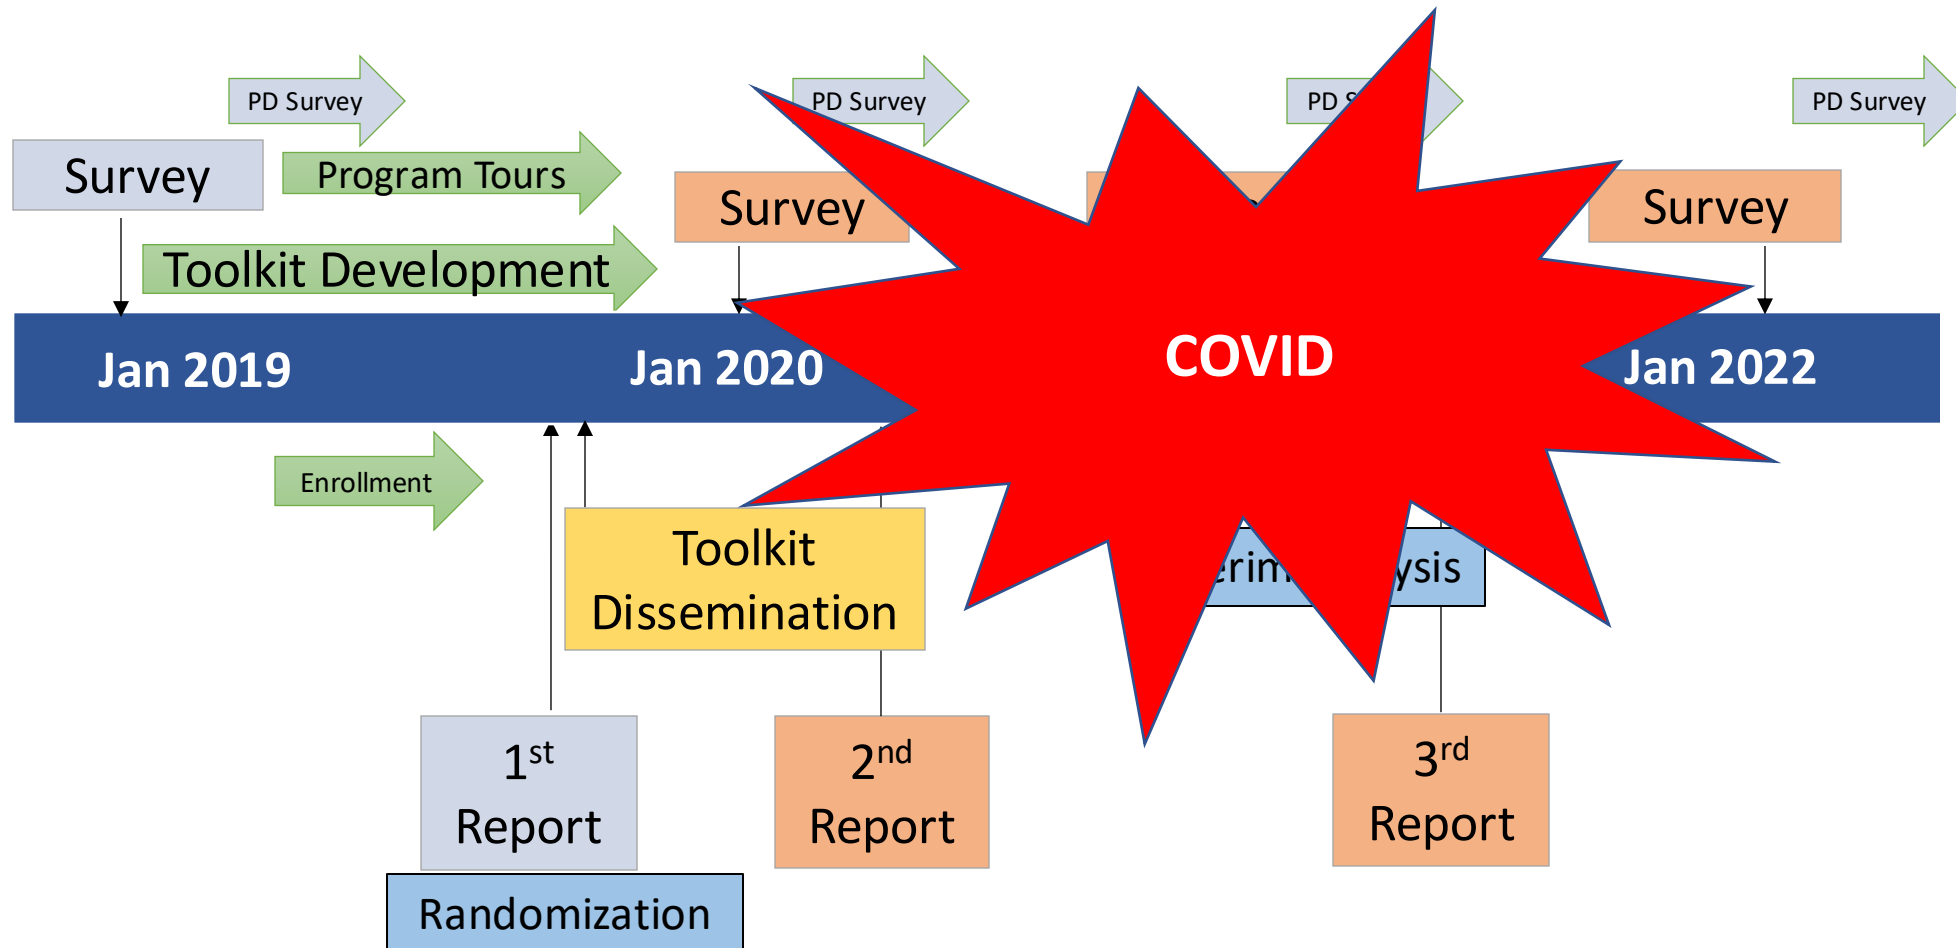 PD Survey
PD Survey
PD
PD Survey
Survey
Program Tours
Survey
Survey
Toolkit Development
Jan 2019
Jan 2020
COVID
Jan 2022
Enrollment
Toolkit
Dissemination
1st
Report
2nd
Report
3rd
Report
Randomization